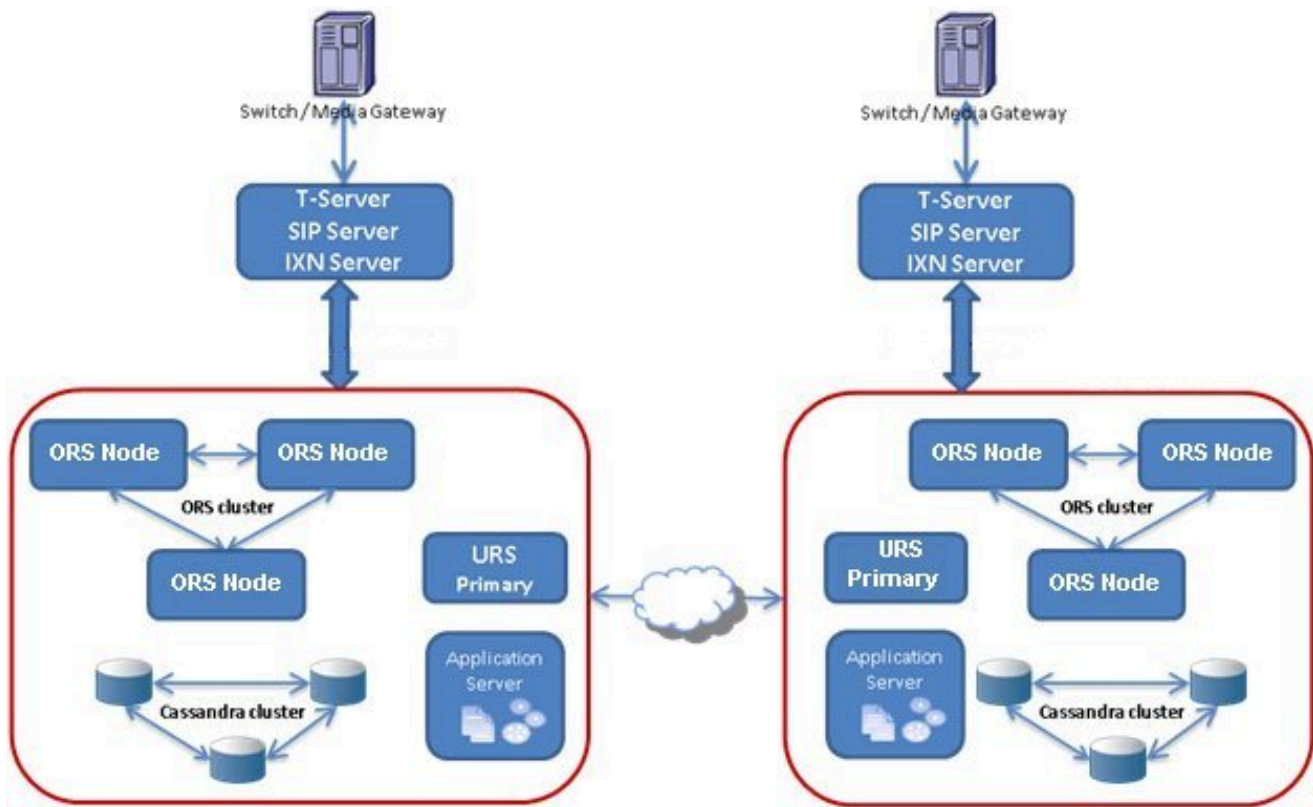 Switch / Media Gateway
T-Server
SIP Server
IXN Server
ORS Node
ORS Node
ORS cluster
ORS Node
URS
Primary
Cassandra cluster
Application
Server
Switch / Media Gateway
T-Server
SIP Server
IXN Server
ORS Node
ORS Node
ORS cluster
ORS Node
URS
Primary
Application
Server
Cassandra cluster